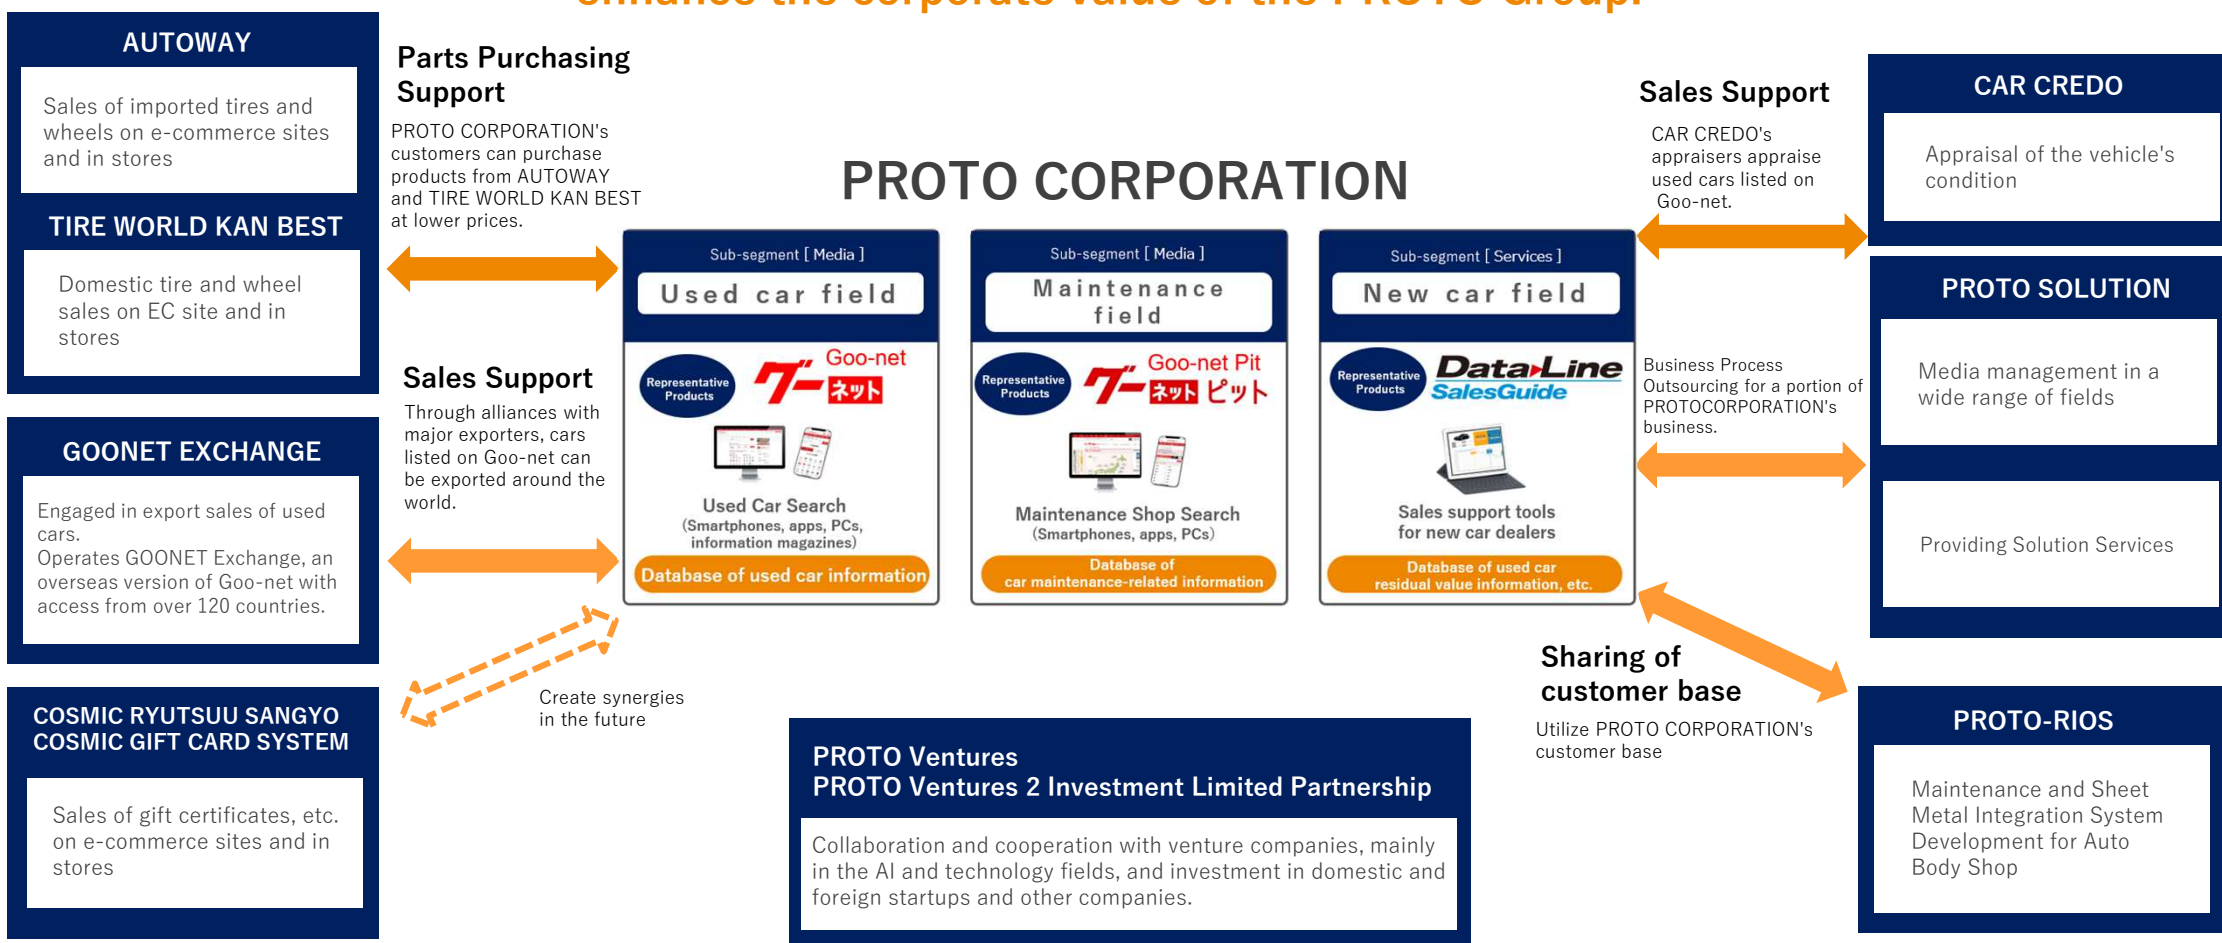 enhance the corporate value of the PROTO Group.
AUTOWAY
Sales of imported tires and
wheels on e-commerce sites
and in stores
TIRE WORLD KAN BEST
Domestic tire and wheel
sales on EC site and in
stores
GOONET EXCHANGE
Engaged in export sales of used
cars.
Operates GOONET Exchange, an
overseas version of Goo-net with
access from over 120 countries.
COSMIC RYUTSUU SANGYO
COSMIC GIFT CARD SYSTEM
Sales of gift certificates, etc.
on e-commerce sites and in
stores
Parts Purchasing
Support
PROTO CORPORATION's
customers can purchase
products from AUTOWAY
and TIRE WORLD KAN BEST
at lower prices.
Sales Support
Through alliances with
major exporters, cars
listed on Goo-net can
be exported around the
world.
Create synergies
in the future
PROTO CORPORATION
Sub-segment [ Media ]
Used car field
Representative
Products
Goo-net
グーネット
Used Car Search
(Smartphones, apps, PCs,
information magazines)
Database of used car information
Sub-segment [ Media ]
Maintenance
field
Representative
Products
Goo-net Pit
グーネットピット
Maintenance Shop Search
(Smartphones, apps, PCs)
Database of
car maintenance-related information
Sub-segment [ Services ]
New car field
Representative
Products
DataLine
SalesGuide
Sales support tools
for new car dealers
Database of used car
residual value information, etc.
PROTO Ventures
PROTO Ventures 2 Investment Limited Partnership
Collaboration and cooperation with venture companies, mainly
in the AI and technology fields, and investment in domestic and
foreign startups and other companies.
Sales Support
CAR CREDO's
appraisers appraise
used cars listed on
Goo-net.
Business Process
Outsourcing for a portion of
PROTOCORPORATION's
business.
Sharing of
customer base
Utilize PROTO CORPORATION's
customer base
CAR CREDO
Appraisal of the vehicle's
condition
PROTO SOLUTION
Media management in a
wide range of fields
Providing Solution Services
PROTO-RIOS
Maintenance and Sheet
Metal Integration System
Development for Auto
Body Shop